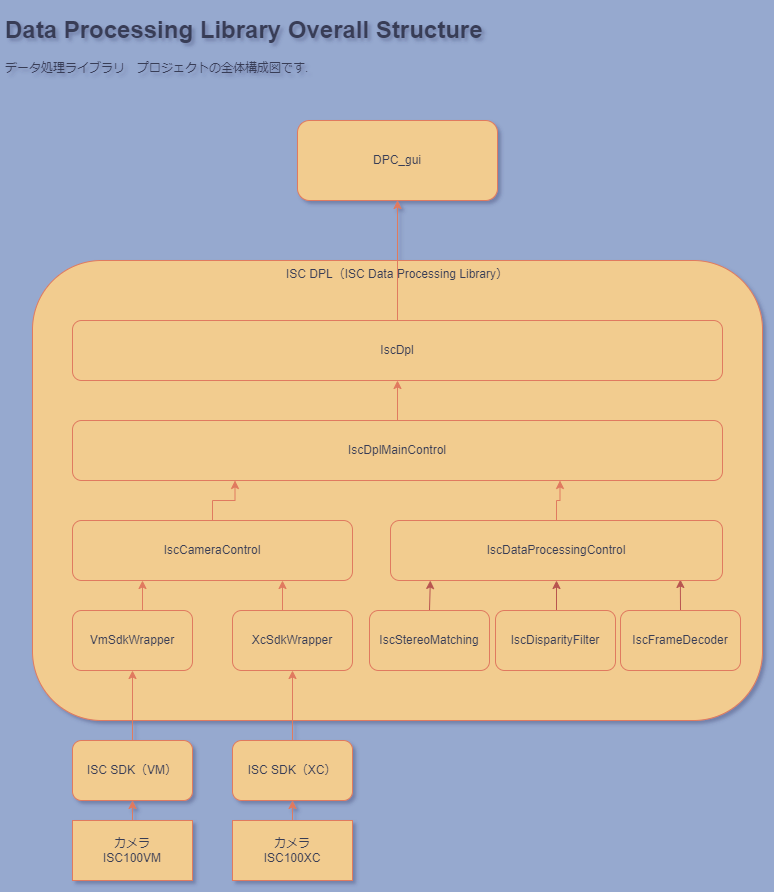 Data Processing Library Overall Structure
データ処理ライブラリ　プロジェクトの全体構成図です.
DPC_gui
ISC DPL（ISC Data Processing Library）
IscDpl
IscDplMainControl
IscCameraControl
IscDataProcessingControl
VmSdkWrapper
XcSdkWrapper
IscStereoMatching
IscDisparityFilter
IscFrameDecoder
ISC SDK（VM）
ISC SDK（XC）
カメラ
ISC100VM
カメラ
ISC100XC